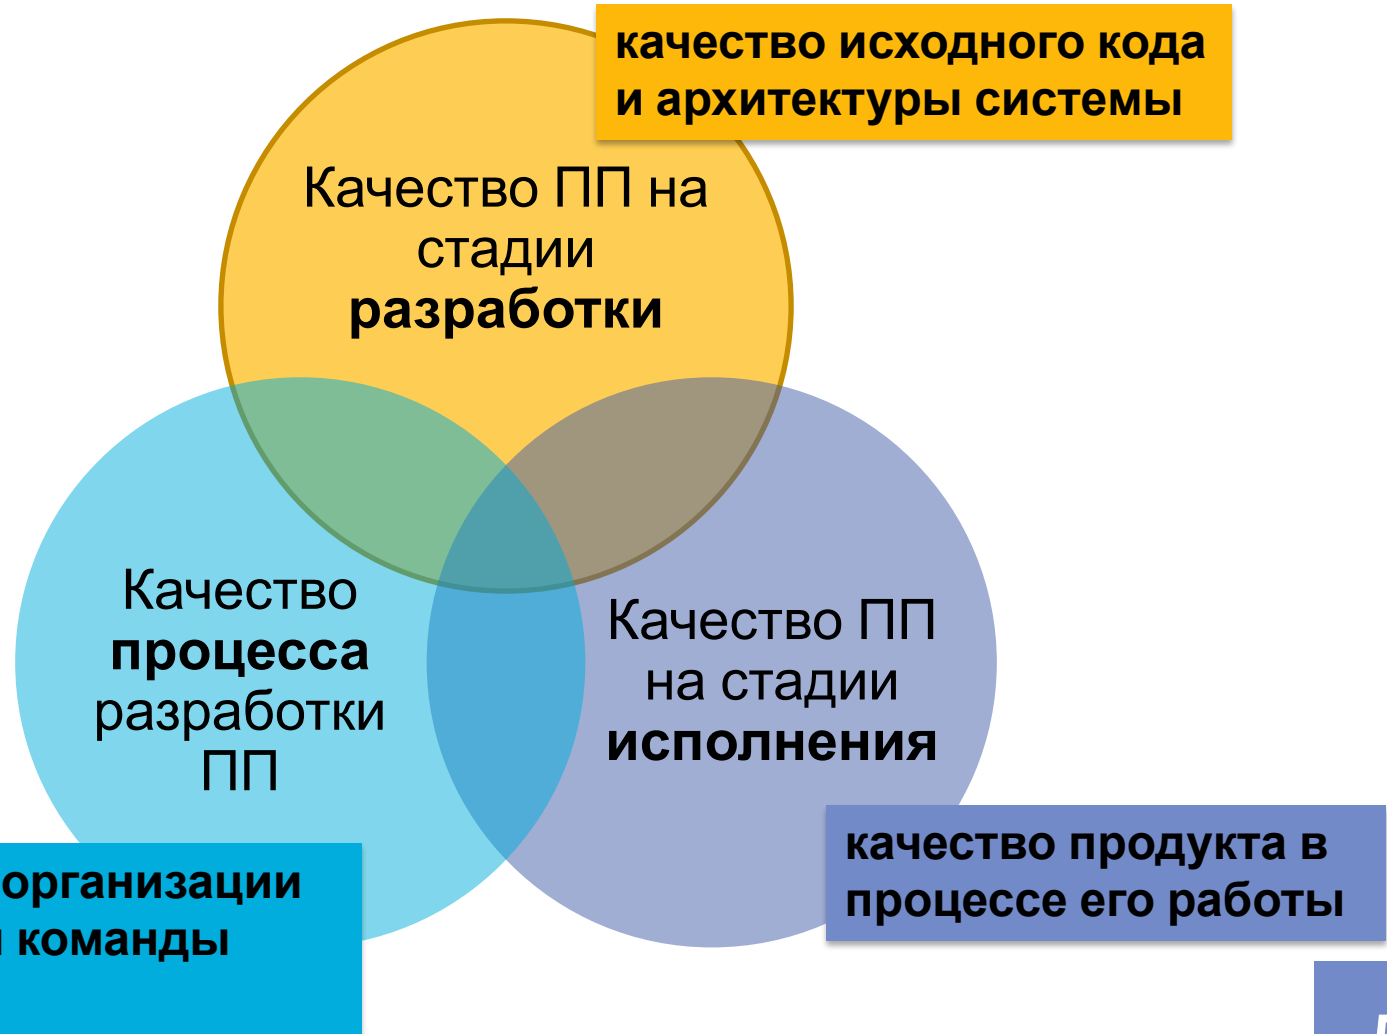 качество исходного кода
и архитектуры системы
Качество ПП на
стадии
разработки
Качество
процесса
разработки
ПП
Качество ПП
на стадии
исполнения
качество продукта в
процессе его работы
организации
команды